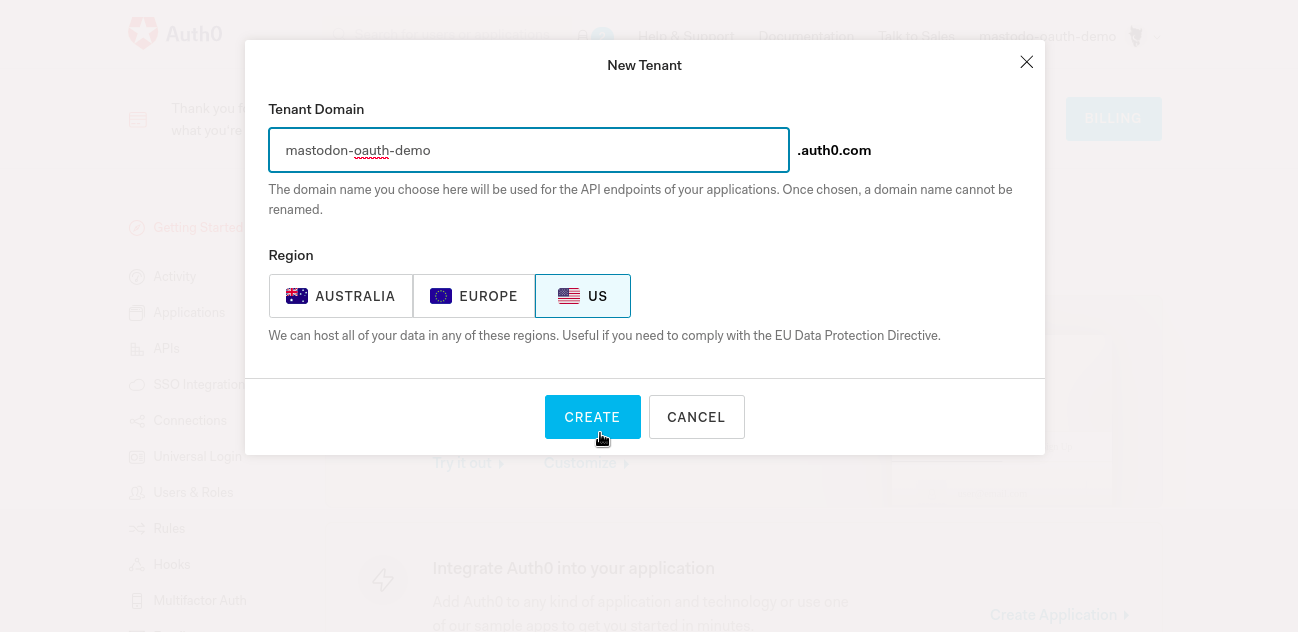 Auth0
Help & Support
Documentation
Talk to Sales
mastodo-oauth-demo
New Tenant
Thank you f
what you're
BILLING
Tenant Domain
mastodon-oauth-demo
.auth0.com
The domain name you choose here will be used for the API endpoints of your applications. Once chosen, a domain name cannot be
renamed.
Getting Started
Activity
Applications
APIs
SSO Integration
Connections
Universal Login
Users & Roles
Rules
Hooks
Multifactor Auth
Region
AUSTRALIA
EUROPE
US
We can host all of your data in any of these regions. Useful if you need to comply with the EU Data Protection Directive.
CREATE
CANCEL
Try it out
Customize
Integrate Auth0 into your application
Add Auth0 to any kind of application and technology or use one
of our sample apps to get you started in minutes.
Create Application